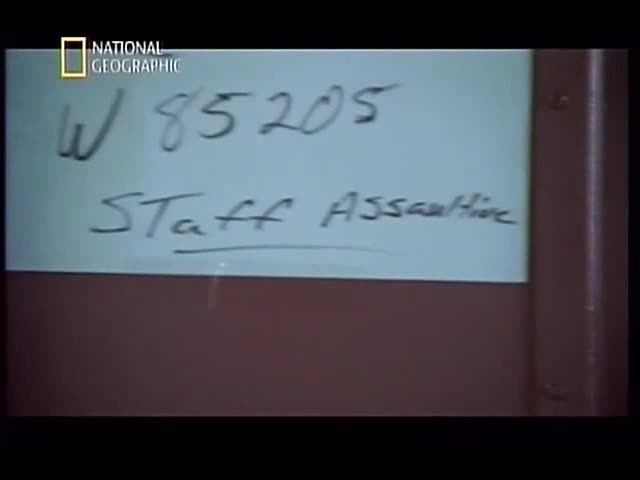 NATIONAL
GEOGRAPHIC
W 85205
Staff Assaultive